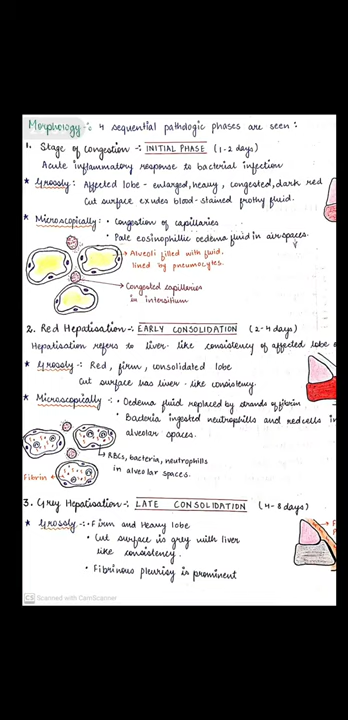 Morphology :- 4 sequential pathologic phases are seen :
1. Stage of congestion -: INITIAL PHASE (1-2 days)
Acute inflammatory response to bacterial infection
* Grossly : Affected lobe - enlarged, heavy, congested, dark red
Cut surface exudes blood-stained frothy fluid.
* Microscopically : • Congestion of capillaries
• Pale eosinophillic oedema fluid in airspaces.
Alveoli filled with fluid.
lined by pneumocytes.
Congested capillaries
in intersitium
2. Red Hepatisation -: EARLY CONSOLIDATION (2-4 days)
Hepatisation refers to liver-like consistency of affected lobe
* Grossly -: Red, firm, consolidated lobe
Cut surface has liver-like consistency.
* Microscopically -: • Oedema fluid replaced by strands of fibrin
• Bacteria ingested neutrophills and redcells in
alveolar spaces.
RBCs, bacteria, neutrophills
in alveolar spaces.
Fibrin
3. Grey Hepatisation -: LATE CONSOLIDATION (4-8 days)
* Grossly -: • Firm and Heavy lobe
• Cut surface is grey with liver
like consistency.
• Fibrinous pleurisy is prominent
CS Scanned with CamScanner